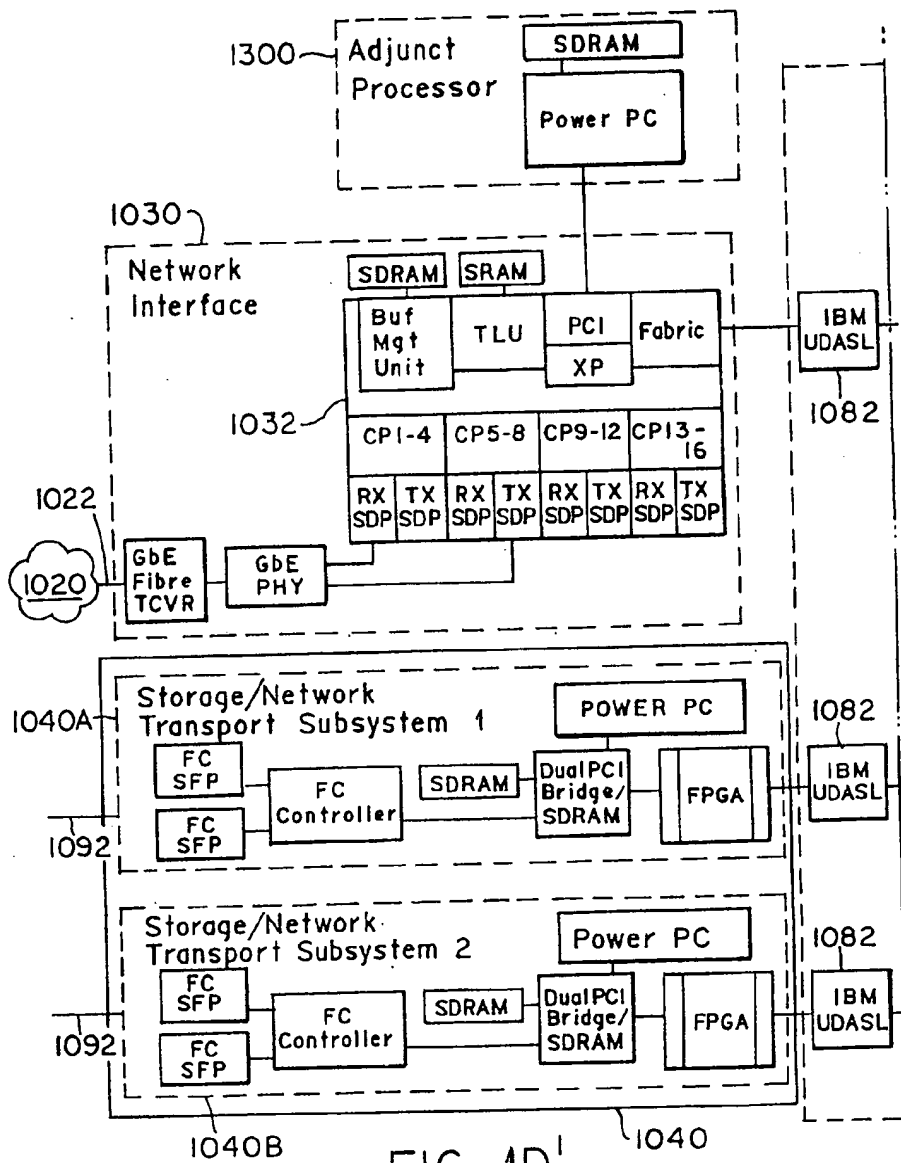 1300
Adjunct
Processor
SDRAM
Power PC
1030
Network
Interface
SDRAM
SRAM
Buf
Mgt
Unit
TLU
PCI
XP
Fabric
IBM
UDASL
1082
1032
CP1-4
CP5-8
CP9-12
CP13-
16
RX
SDP
TX
SDP
RX
SDP
TX
SDP
RX
SDP
TX
SDP
RX
SDP
TX
SDP
1022
1020
GbE
Fibre
TCVR
GbE
PHY
1040A
Storage/Network
Transport Subsystem 1
POWER PC
FC
SFP
FC
SFP
FC
Controller
SDRAM
Dual PCI
Bridge/
SDRAM
FPGA
1082
IBM
UDASL
1092
Storage/Network
Transport Subsystem 2
Power PC
FC
SFP
FC
SFP
FC
Controller
SDRAM
Dual PCI
Bridge/
SDRAM
FPGA
1082
IBM
UDASL
1092
1040B
1040